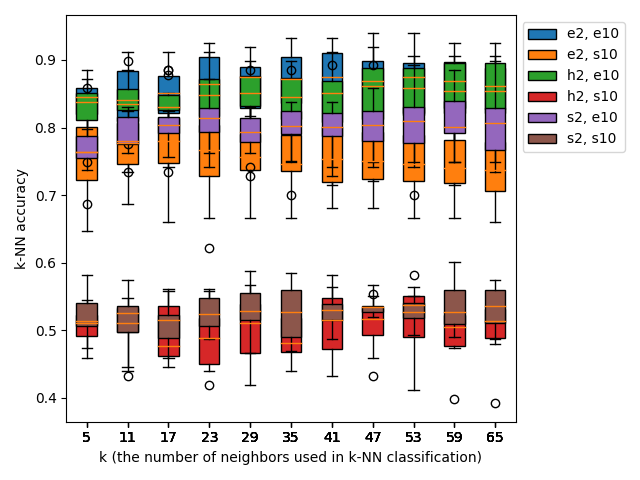 0.9
0.8
0.7
0.6
0.5
0.4
k-NN accuracy
5 11 17 23 29 35 41 47 53 59 65
k (the number of neighbors used in k-NN classification)
e2, e10
e2, s10
h2, e10
h2, s10
s2, e10
s2, s10